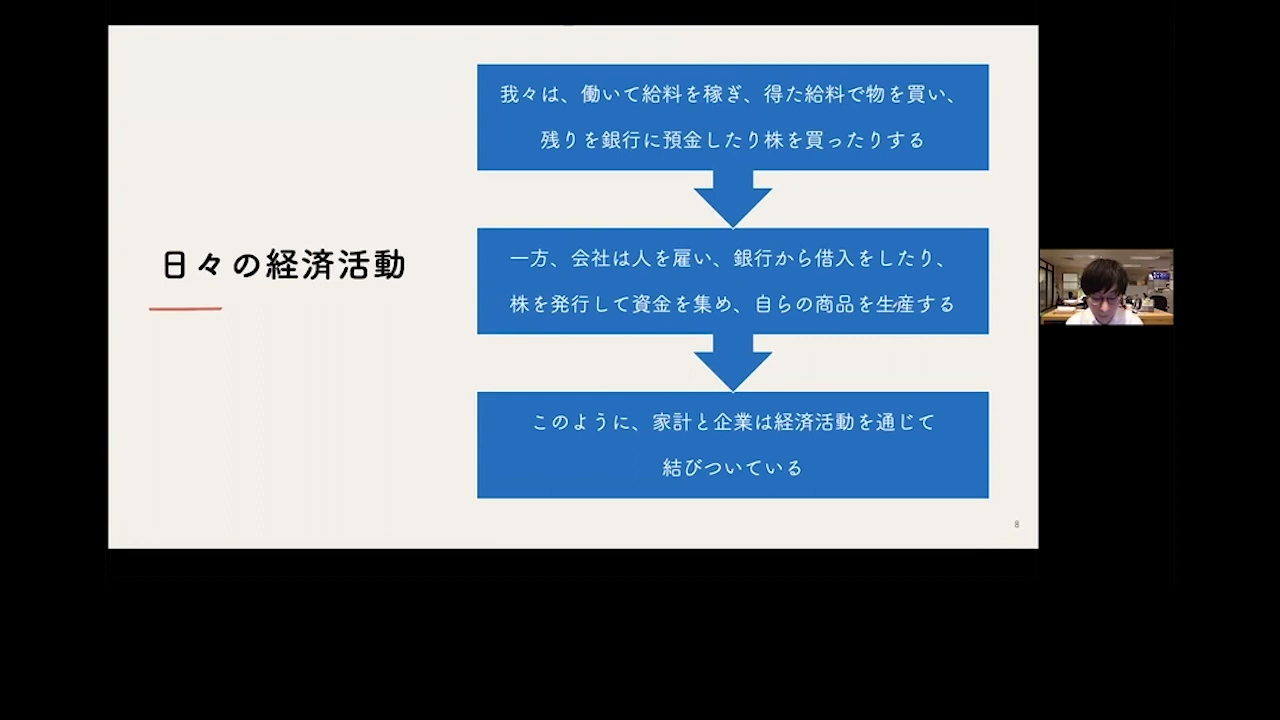 日々の経済活動
我々は、働いて給料を稼ぎ、得た給料で物を買い、
残りを銀行に預金したり株を買ったりする
一方、会社は人を雇い、銀行から借入をしたり、
株を発行して資金を集め、自らの商品を生産する
このように、家計と企業は経済活動を通じて
結びついている
8